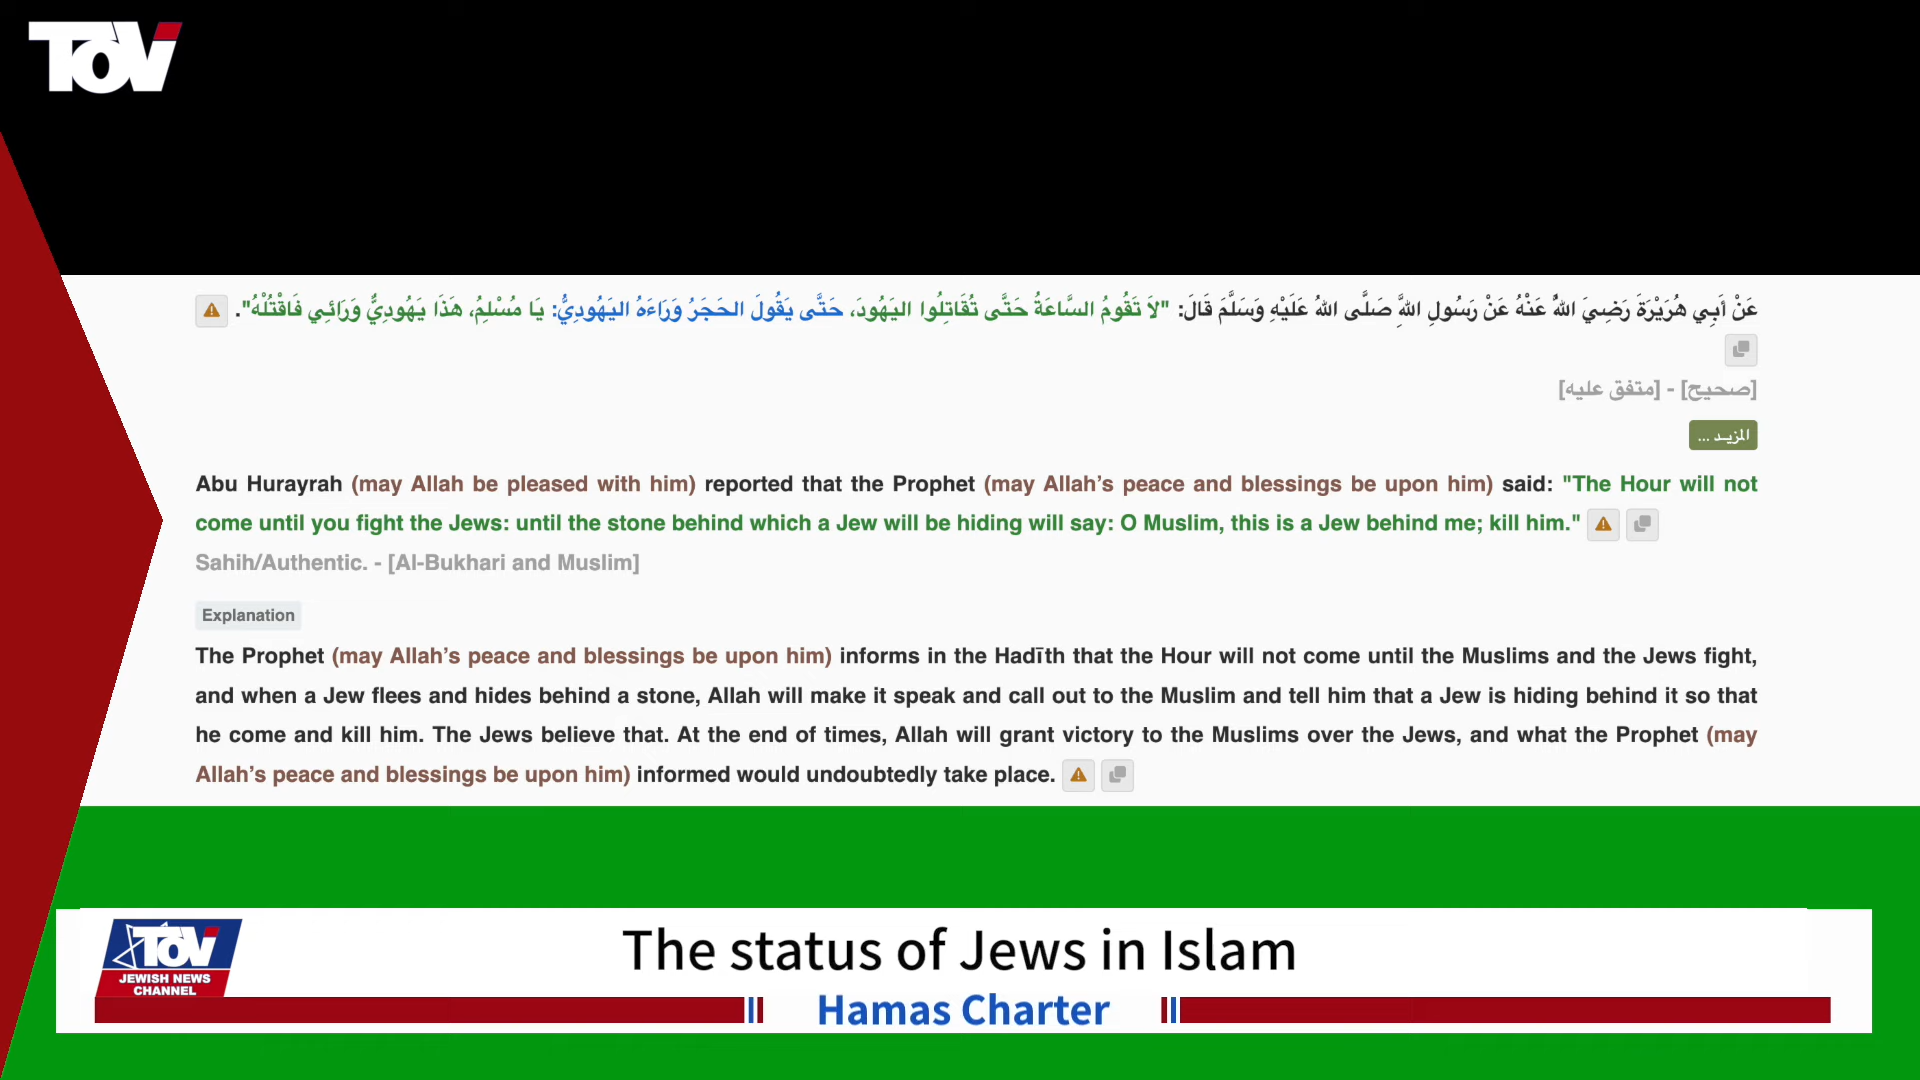 TOV
عَنْ أَبِي هُرَيْرَةَ رَضِيَ اللهُ عَنْهُ عَنْ رَسُولِ اللهِ صَلَّى اللهُ عَلَيْهِ وَسَلَّمَ قَالَ: "لاَ تَقُومُ السَّاعَةُ حَتَّى تُقَاتِلُوا اليَهُودَ، حَتَّى يَقُولَ الحَجَرُ وَرَاءَهُ اليَهُودِيُّ: يَا مُسْلِمُ، هَذَا يَهُودِيٌّ وَرَائِي فَاقْتُلْهُ".
[صحيح] - [متفق عليه]
المزيد ...
Abu Hurayrah (may Allah be pleased with him) reported that the Prophet (may Allah’s peace and blessings be upon him) said: "The Hour will not
come until you fight the Jews: until the stone behind which a Jew will be hiding will say: O Muslim, this is a Jew behind me; kill him."
Sahih/Authentic. - [Al-Bukhari and Muslim]
Explanation
The Prophet (may Allah’s peace and blessings be upon him) informs in the Hadīth that the Hour will not come until the Muslims and the Jews fight,
and when a Jew flees and hides behind a stone, Allah will make it speak and call out to the Muslim and tell him that a Jew is hiding behind it so that
he come and kill him. The Jews believe that. At the end of times, Allah will grant victory to the Muslims over the Jews, and what the Prophet (may
Allah’s peace and blessings be upon him) informed would undoubtedly take place.
TOV
JEWISH NEWS
CHANNEL
The status of Jews in Islam
Hamas Charter